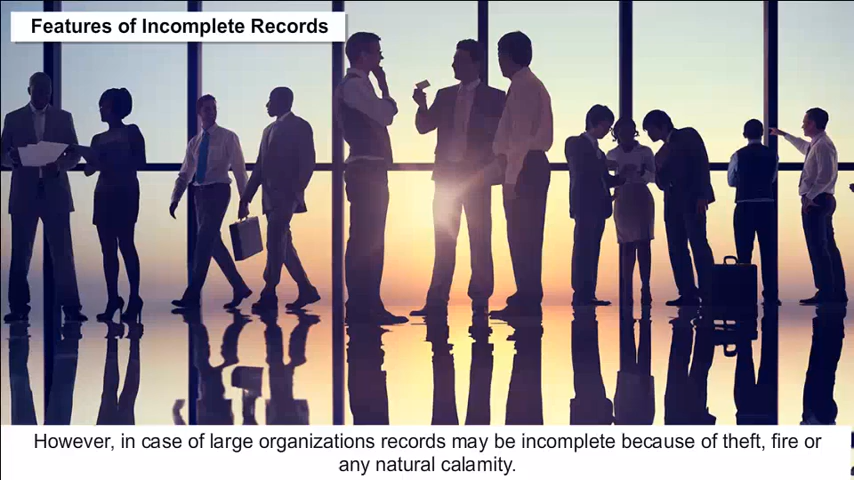 Features of Incomplete Records
However, in case of large organizations records may be incomplete because of theft, fire or
any natural calamity.